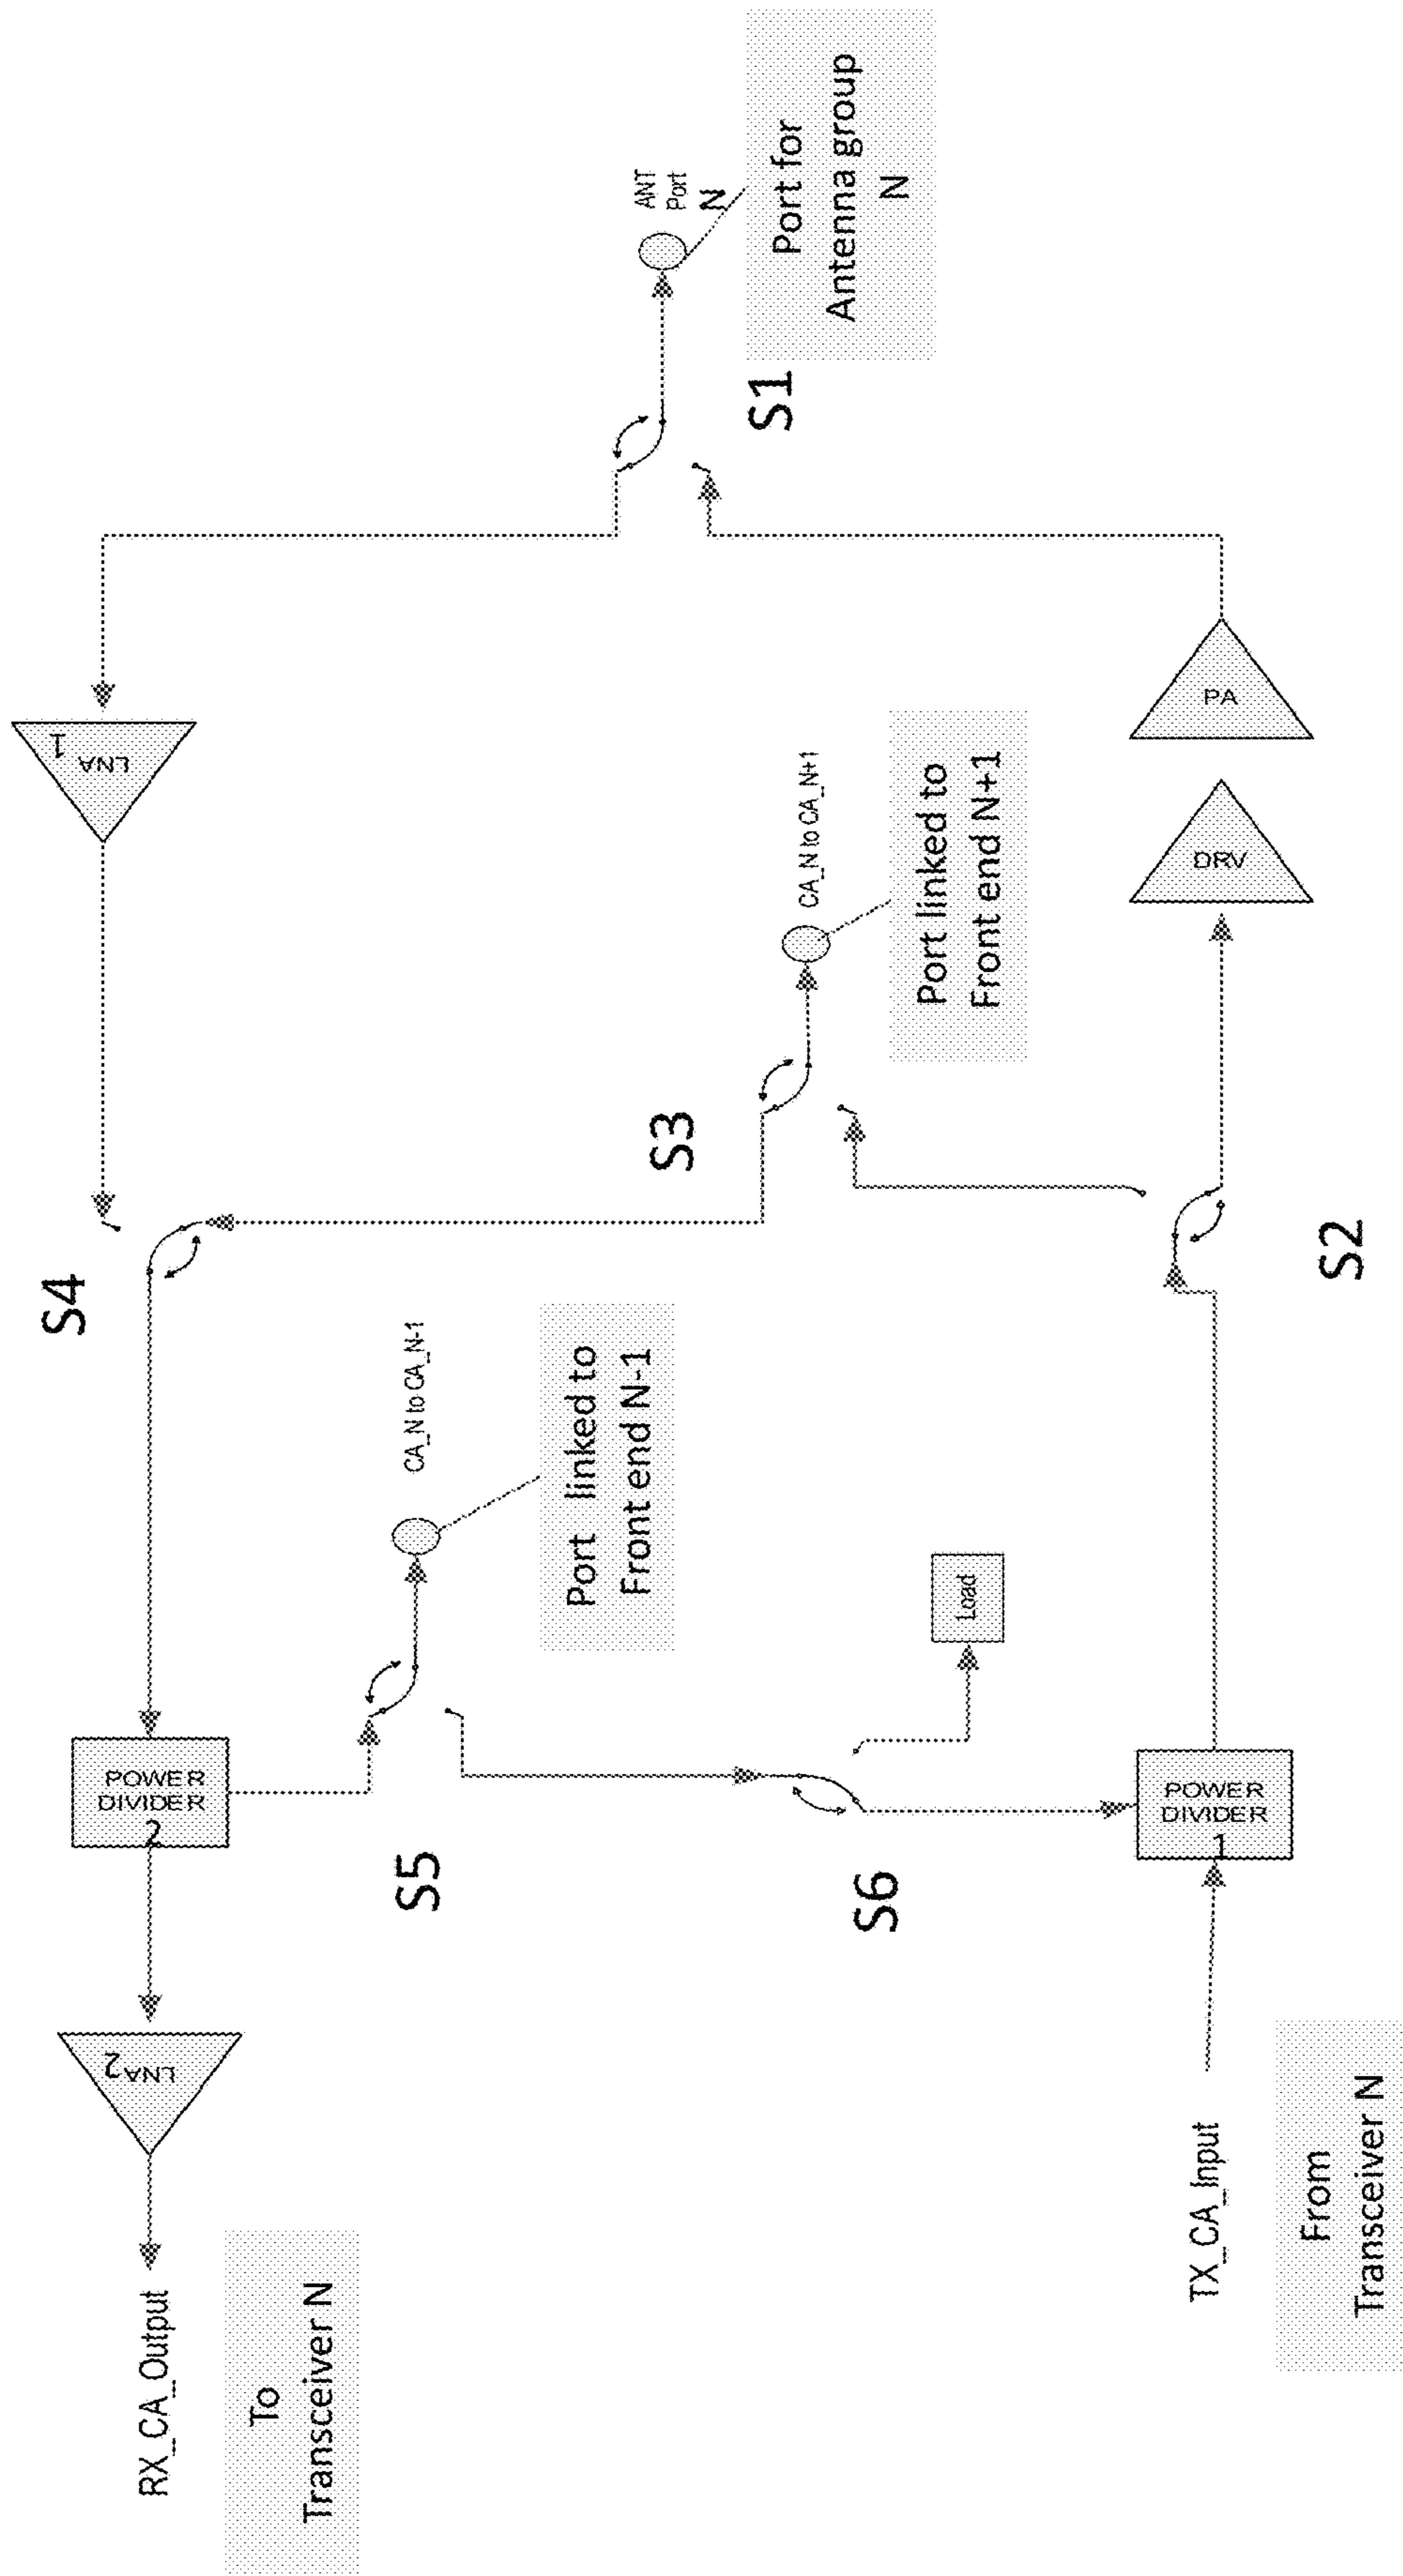 RX_CA_Output
To
Transceiver N
LNA2
POWER
DIVIDER
2
S4
LNA
1
S5
CA_N to CA_N-1
Port linked to
Front end N-1
S3
CA_N to CA_N+1
Port linked to
Front end N+1
ANT
Port
N
Port for
Antenna group
N
S1
S6
Load
TX_CA_Input
From
Transceiver N
POWER
DIVIDER
1
S2
DRV
PA